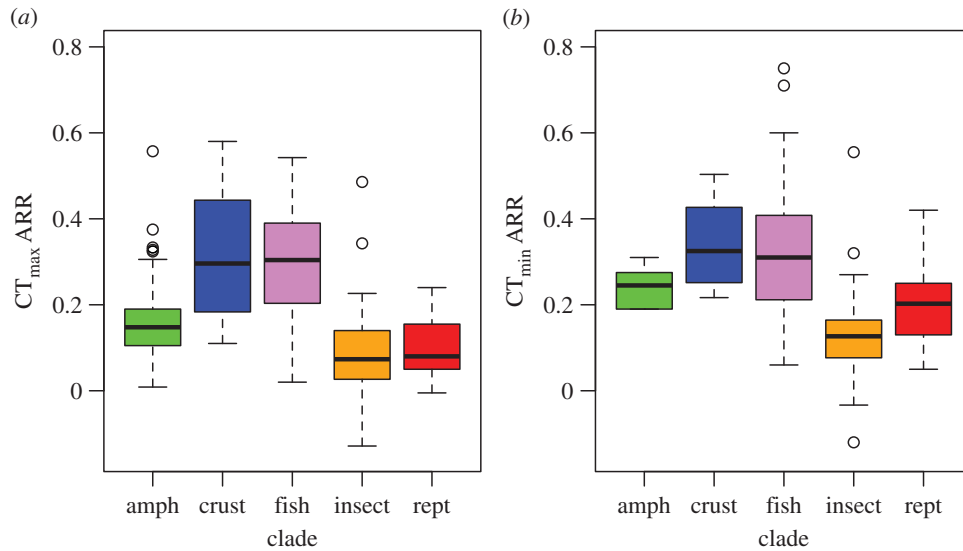 (a)
0.8
0.6
0.4
0.2
0
CTmax ARR
amph crust fish insect rept
clade
(b)
0.8
0.6
0.4
0.2
0
CTmin ARR
amph crust fish insect rept
clade